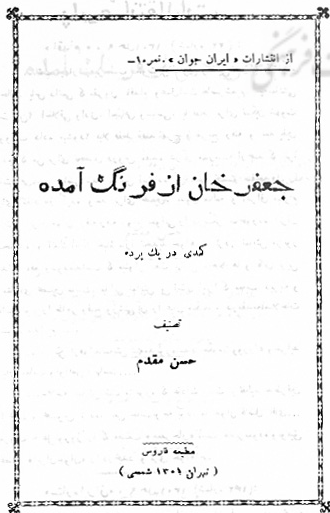 از انتشارات «ایران جوان». نمره ۱-
جعفرخان از فرنگ آمده
کمدی در یك پرده
تصنیف
حسن مقدم
مطبعه فاروس
( تهران ۱۳۰۱ شمسی )